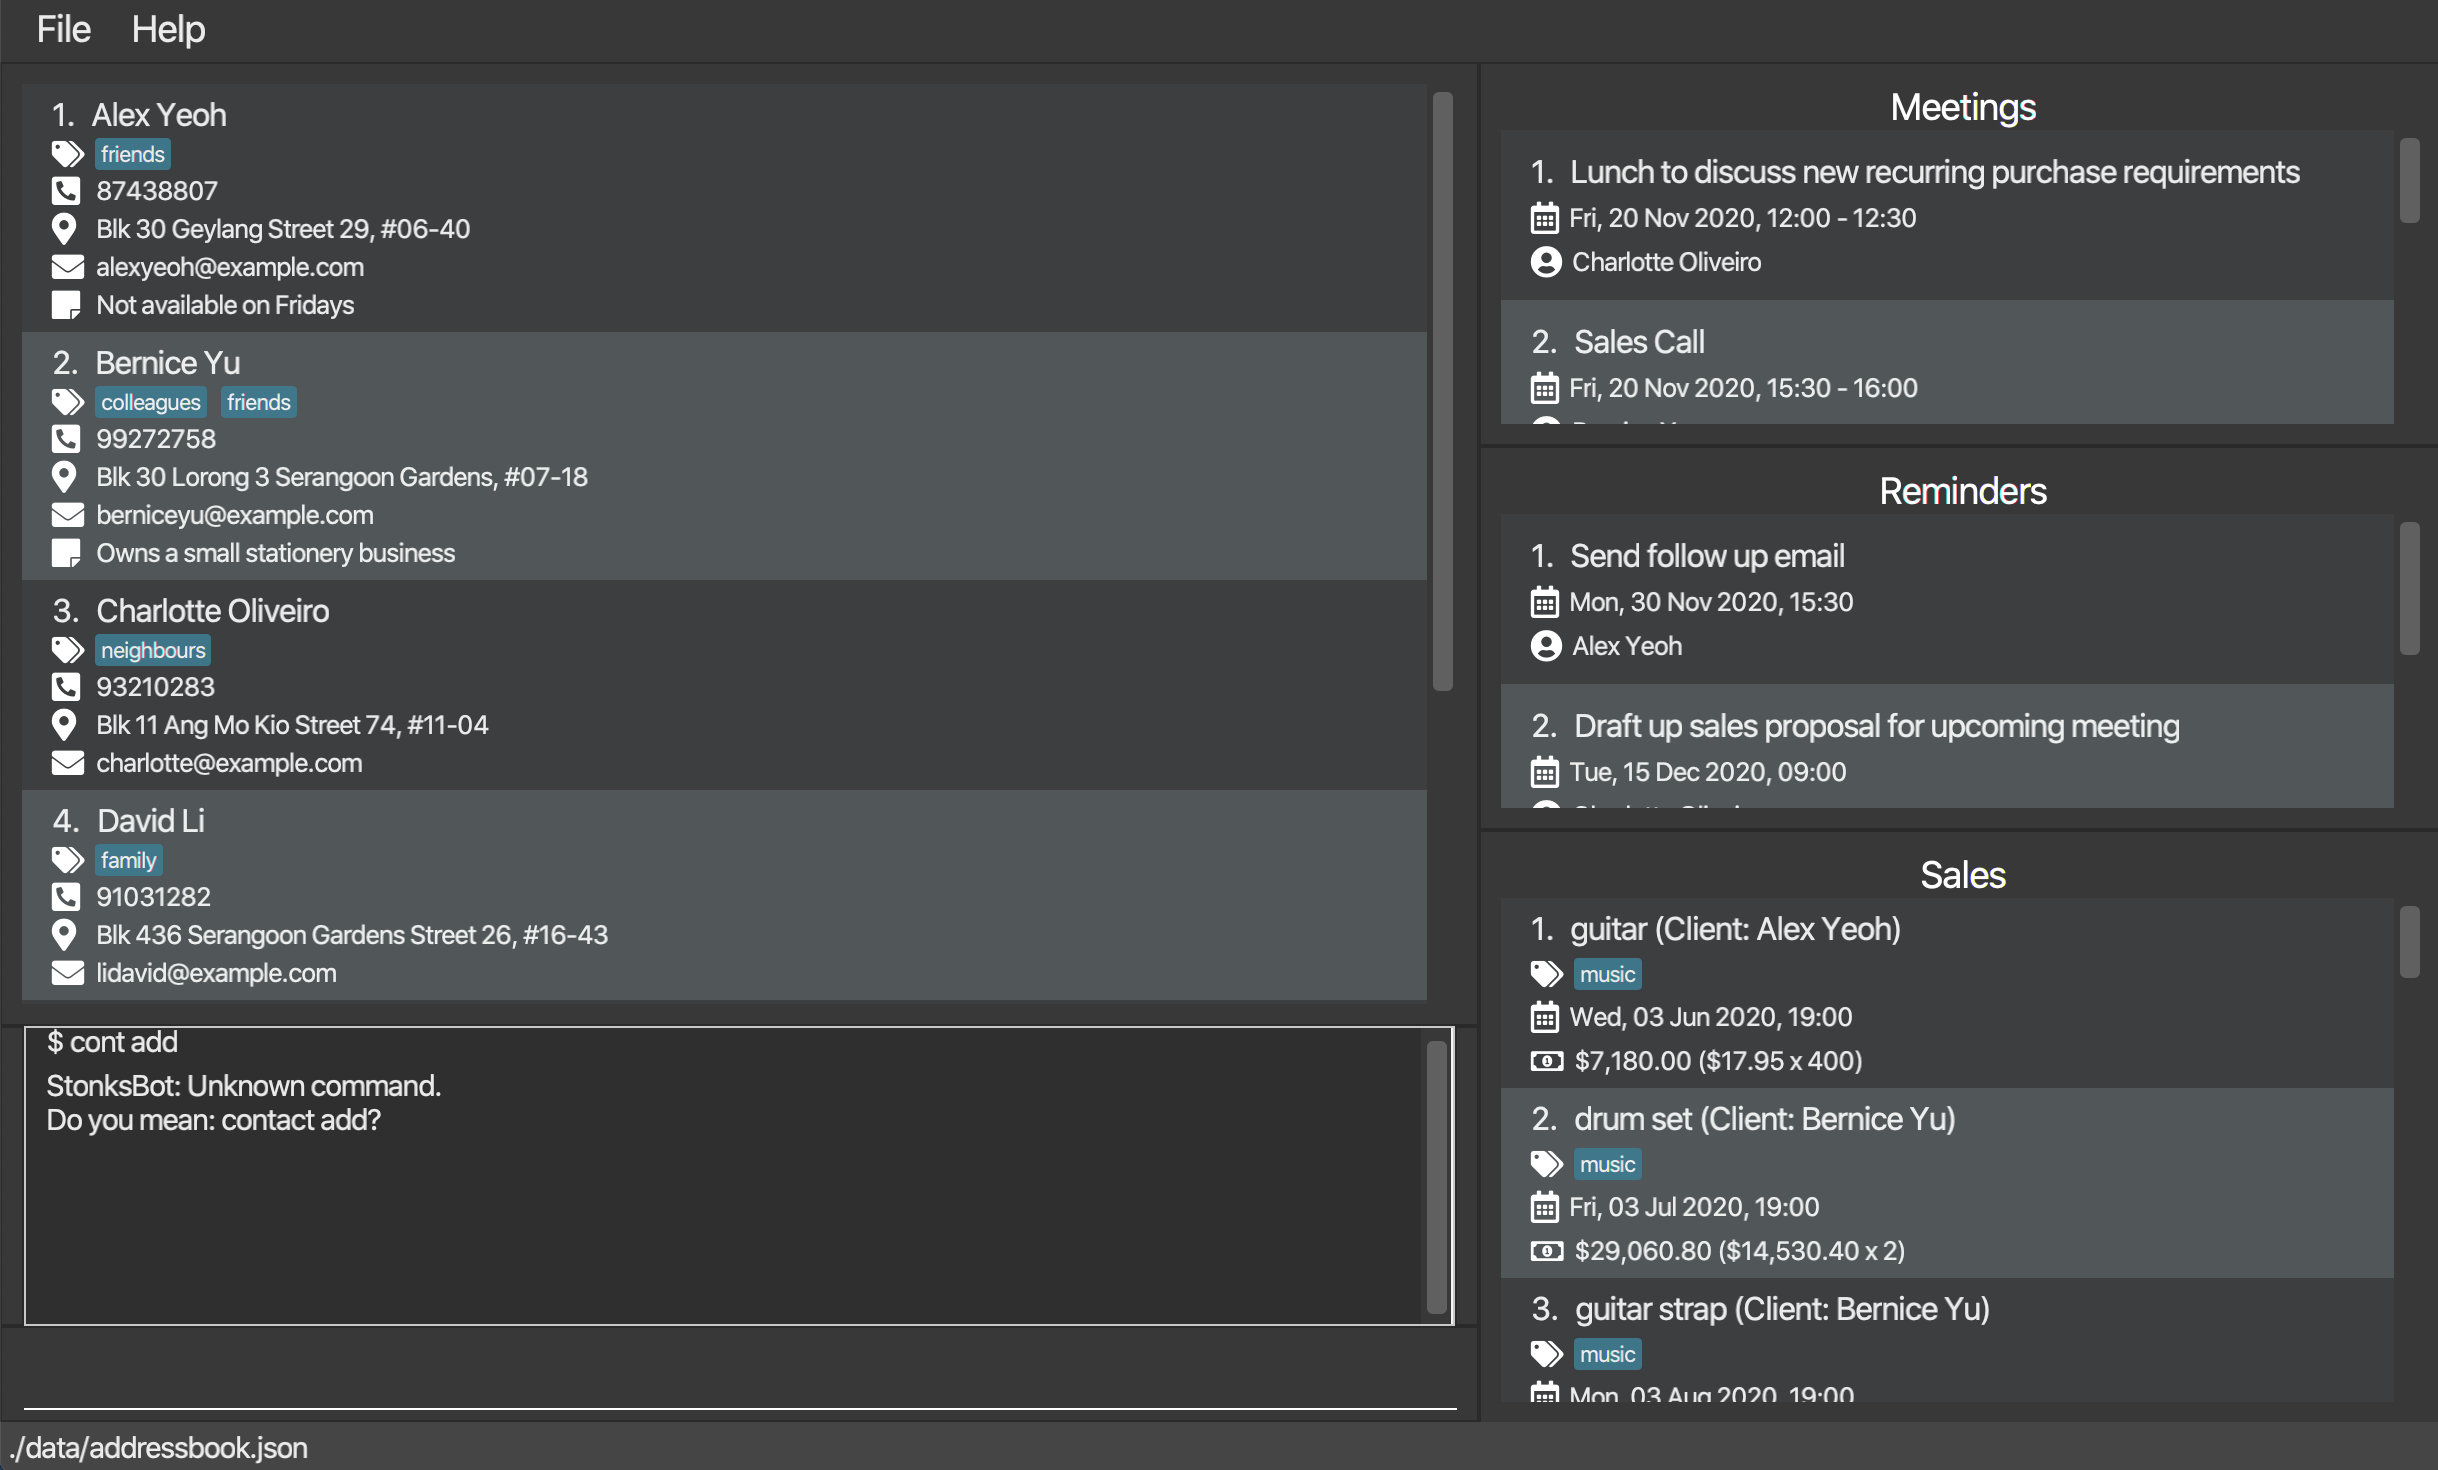 File Help
1. Alex Yeoh
friends
87438807
Blk 30 Geylang Street 29, #06-40
alexyeoh@example.com
Not available on Fridays
2. Bernice Yu
colleagues friends
99272758
Blk 30 Lorong 3 Serangoon Gardens, #07-18
berniceyu@example.com
Owns a small stationery business
3. Charlotte Oliveiro
neighbours
93210283
Blk 11 Ang Mo Kio Street 74, #11-04
charlotte@example.com
4. David Li
family
91031282
Blk 436 Serangoon Gardens Street 26, #16-43
lidavid@example.com
$ cont add
StonksBot: Unknown command.
Do you mean: contact add?
./data/addressbook.json
Meetings
1. Lunch to discuss new recurring purchase requirements
Fri, 20 Nov 2020, 12:00 - 12:30
Charlotte Oliveiro
2. Sales Call
Fri, 20 Nov 2020, 15:30 - 16:00
Reminders
1. Send follow up email
Mon, 30 Nov 2020, 15:30
Alex Yeoh
2. Draft up sales proposal for upcoming meeting
Tue, 15 Dec 2020, 09:00
Sales
1. guitar (Client: Alex Yeoh)
music
Wed, 03 Jun 2020, 19:00
$7,180.00 ($17.95 x 400)
2. drum set (Client: Bernice Yu)
music
Fri, 03 Jul 2020, 19:00
$29,060.80 ($14,530.40 x 2)
3. guitar strap (Client: Bernice Yu)
music
Mon, 03 Aug 2020, 19:00